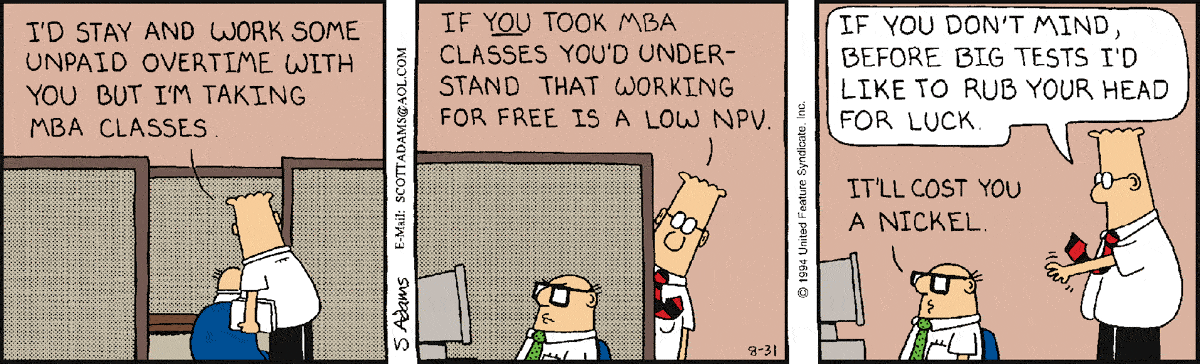 I'D STAY AND WORK SOME
UNPAID OVERTIME WITH
YOU BUT I'M TAKING
MBA CLASSES.
S. Adams
E-Mail: SCOTTADAMS@AOL.COM
IF YOU TOOK MBA
CLASSES YOU'D UNDER-
STAND THAT WORKING
FOR FREE IS A LOW NPV.
8-31
© 1994 United Feature Syndicate, Inc.
IF YOU DON'T MIND,
BEFORE BIG TESTS I'D
LIKE TO RUB YOUR HEAD
FOR LUCK.
IT'LL COST YOU
A NICKEL.